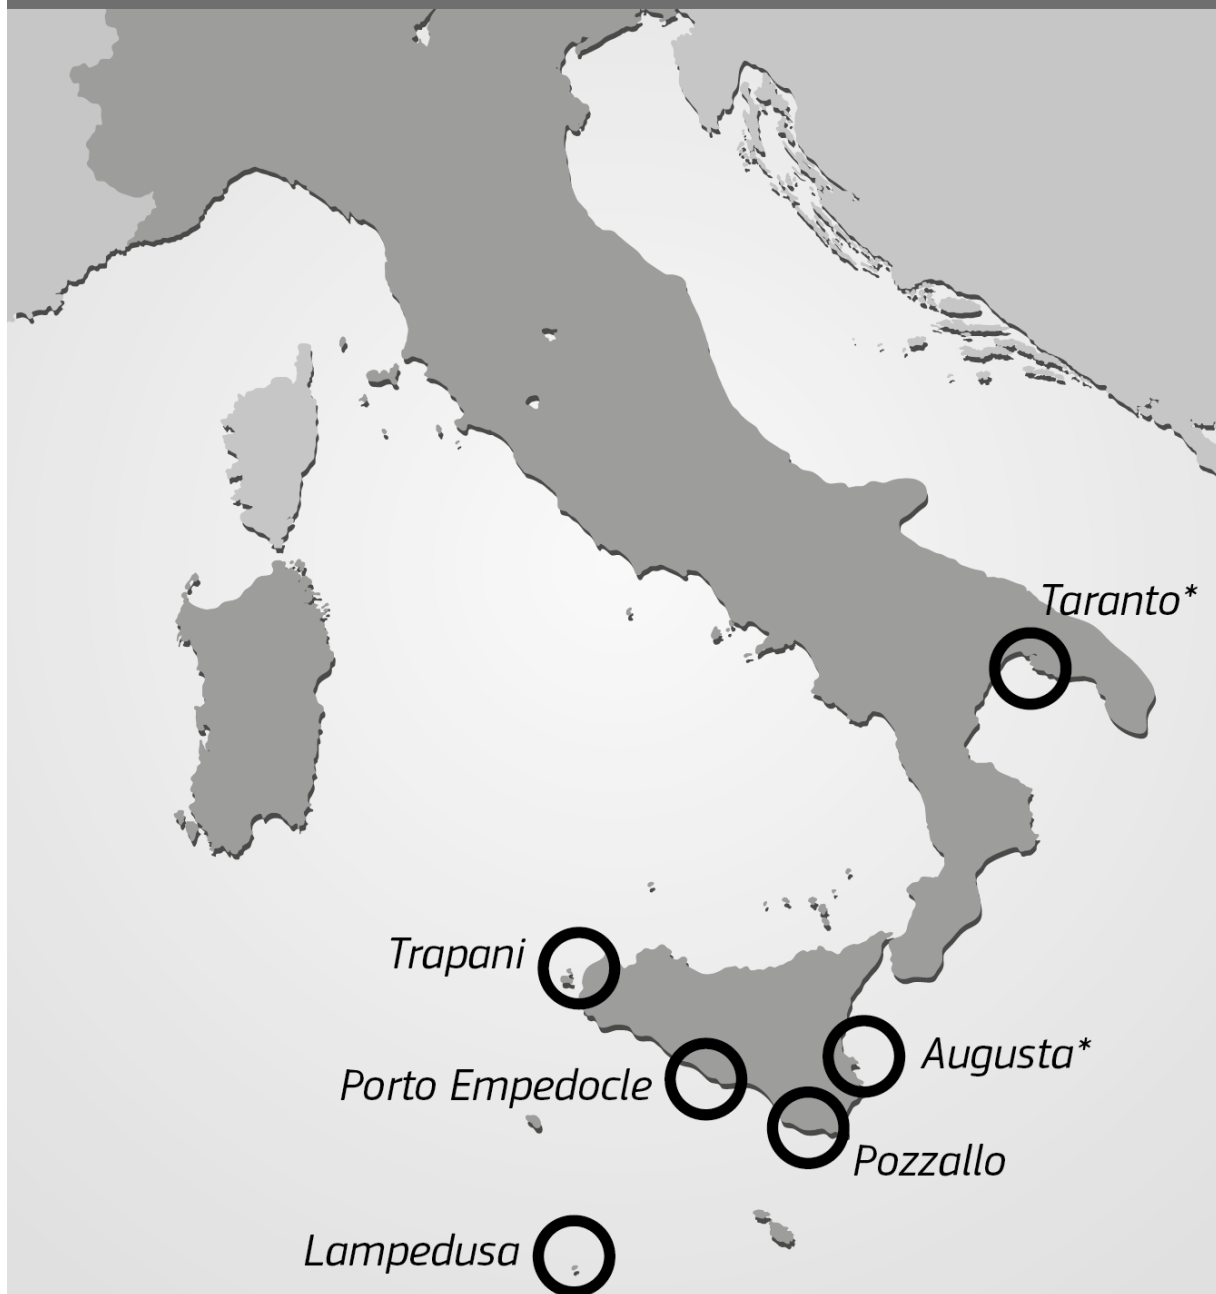 Taranto*
Trapani
Augusta*
Porto Empedocle
Pozzallo
Lampedusa